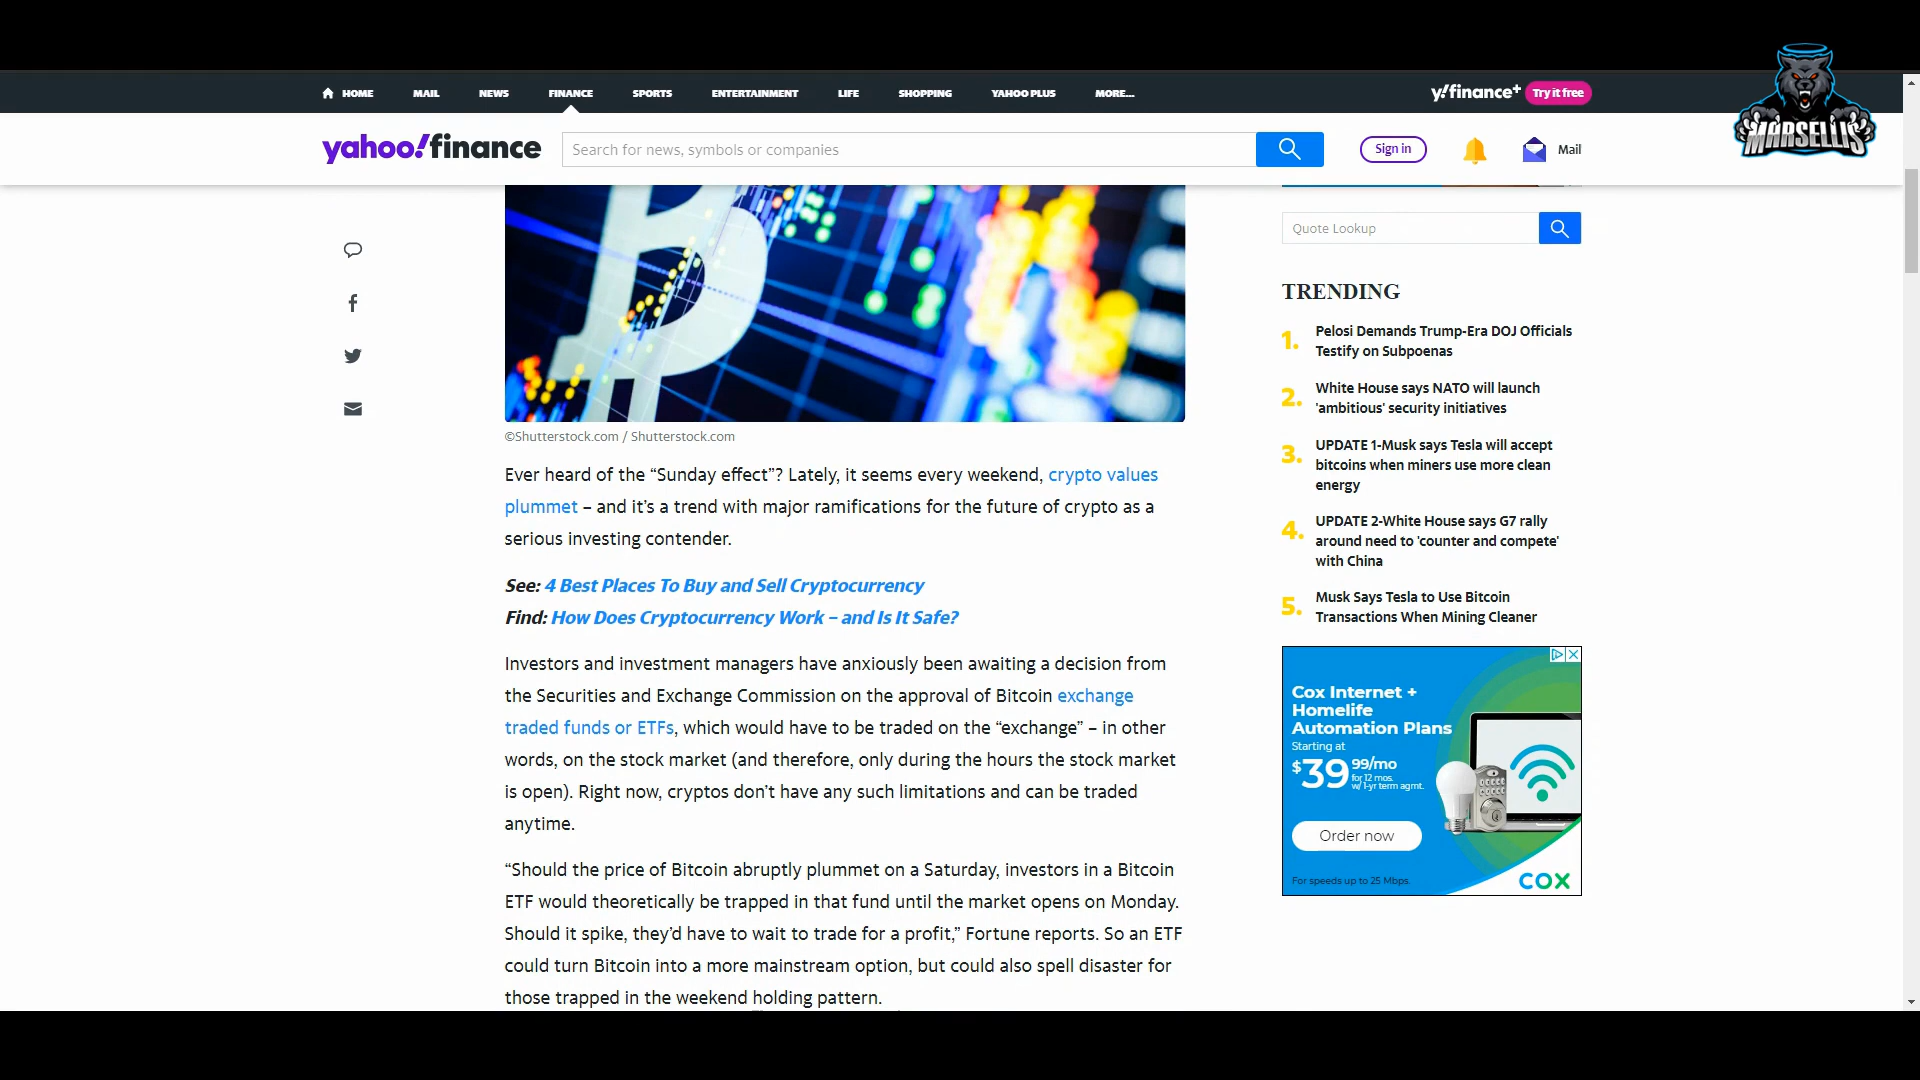 HOME MAIL NEWS FINANCE SPORTS ENTERTAINMENT LIFE SHOPPING YAHOO PLUS MORE...
y!finance+ Try it free
MARSELLIS
yahoo!finance
Search for news, symbols or companies
Sign in
Mail
©Shutterstock.com / Shutterstock.com
Ever heard of the “Sunday effect”? Lately, it seems every weekend, crypto values
plummet – and it’s a trend with major ramifications for the future of crypto as a
serious investing contender.
See: 4 Best Places To Buy and Sell Cryptocurrency
Find: How Does Cryptocurrency Work – and Is It Safe?
Investors and investment managers have anxiously been awaiting a decision from
the Securities and Exchange Commission on the approval of Bitcoin exchange
traded funds or ETFs, which would have to be traded on the “exchange” – in other
words, on the stock market (and therefore, only during the hours the stock market
is open). Right now, cryptos don’t have any such limitations and can be traded
anytime.
“Should the price of Bitcoin abruptly plummet on a Saturday, investors in a Bitcoin
ETF would theoretically be trapped in that fund until the market opens on Monday.
Should it spike, they’d have to wait to trade for a profit,” Fortune reports. So an ETF
could turn Bitcoin into a more mainstream option, but could also spell disaster for
those trapped in the weekend holding pattern.
Quote Lookup
TRENDING
1. Pelosi Demands Trump-Era DOJ Officials
Testify on Subpoenas
2. White House says NATO will launch
'ambitious' security initiatives
3. UPDATE 1-Musk says Tesla will accept
bitcoins when miners use more clean
energy
4. UPDATE 2-White House says G7 rally
around need to 'counter and compete'
with China
5. Musk Says Tesla to Use Bitcoin
Transactions When Mining Cleaner
Cox Internet +
Homelife
Automation Plans
Starting at
$39 99/mo
for 12 mos.
w/ 1-yr term agmt.
Order now
For speeds up to 25 Mbps.
COX